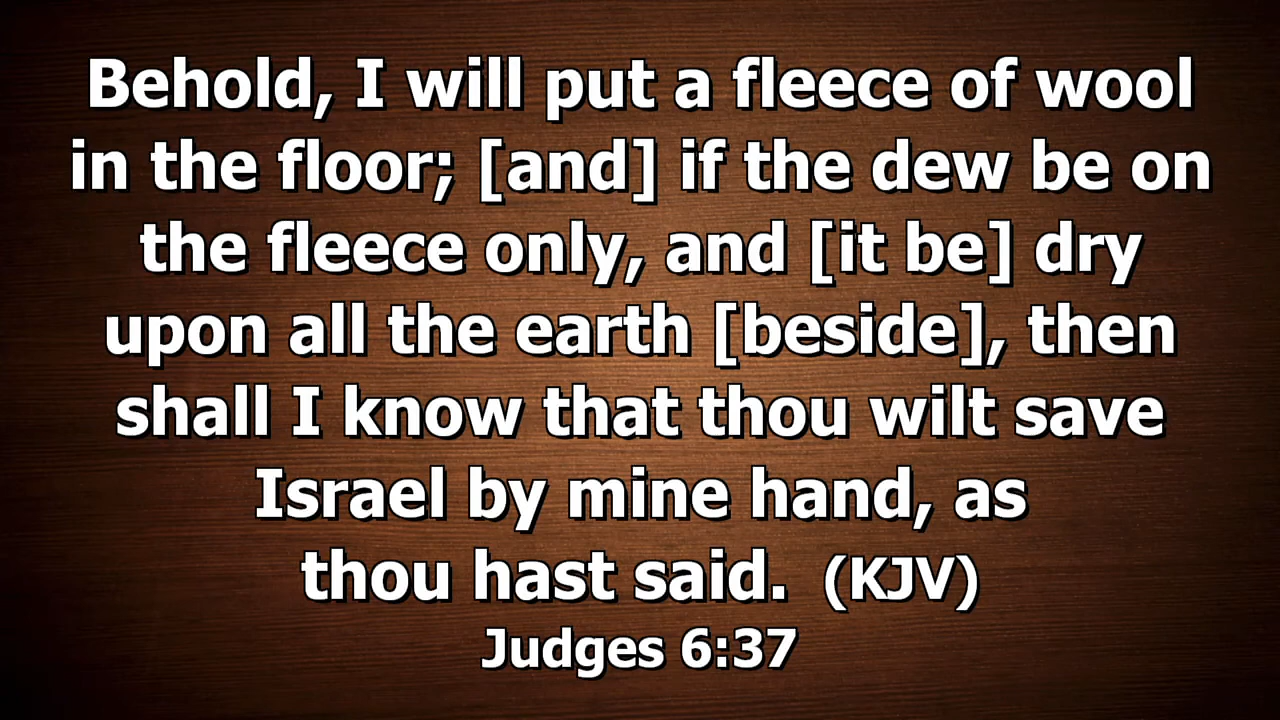 Behold, I will put a fleece of wool
in the floor; [and] if the dew be on
the fleece only, and [it be] dry
upon all the earth [beside], then
shall I know that thou wilt save
Israel by mine hand, as
thou hast said. (KJV)
Judges 6:37